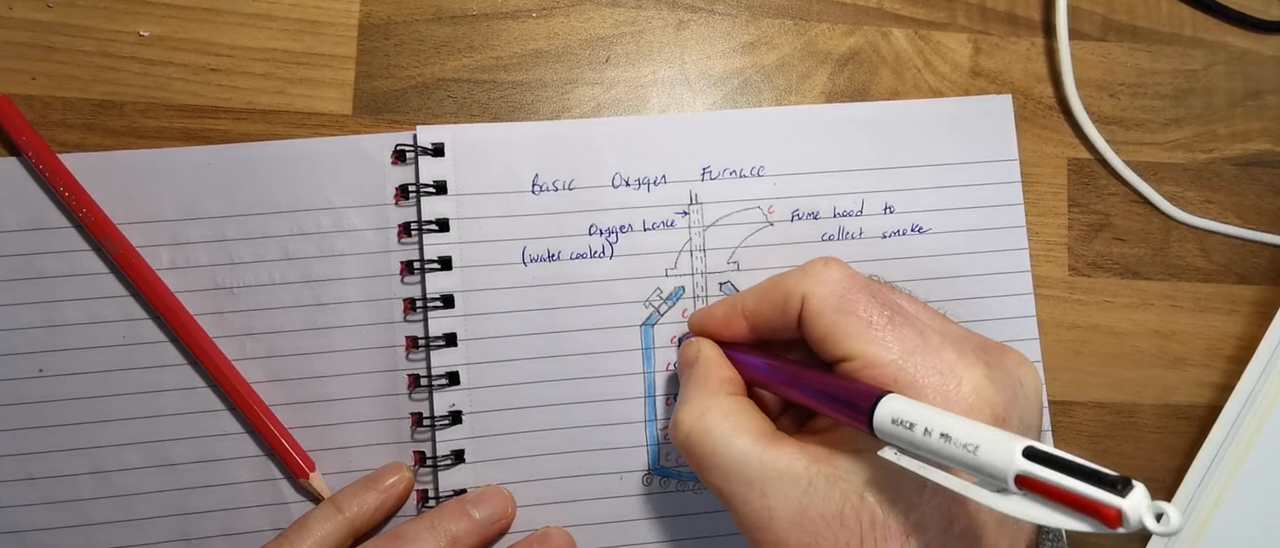 Basic Oxygen Furnace
Oxygen Lance
(water cooled)
Fume hood to
collect smoke
C
C
C
C
C
MADE IN FRANCE